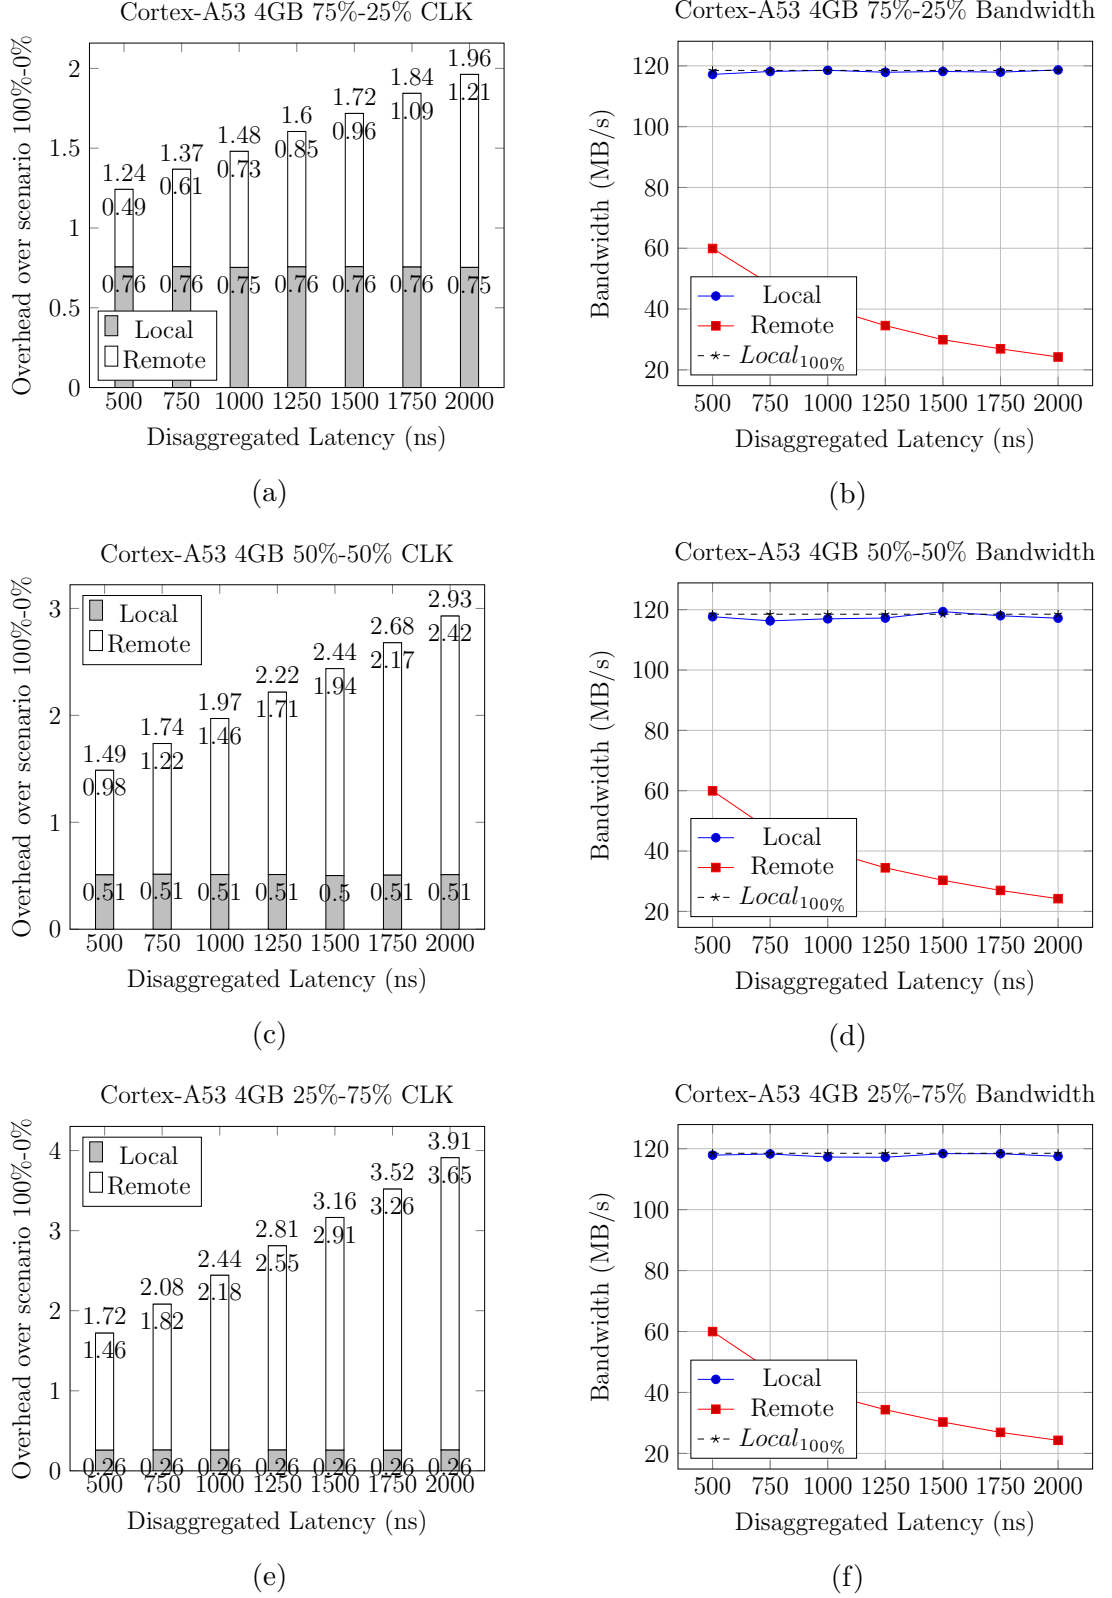 Cortex-A53 4GB 75%-25% CLK
Overhead over scenario 100%-0%
2
1.5
1
0.5
0
1.24
0.49
0.76
1.37
0.61
0.76
1.48
0.73
0.75
1.6
0.85
0.76
1.72
0.96
0.76
1.84
1.09
0.76
1.96
1.21
0.75
Local
Remote
500 750 1000 1250 1500 1750 2000
Disaggregated Latency (ns)
(a)
Cortex-A53 4GB 75%-25% Bandwidth
Bandwidth (MB/s)
120
100
80
60
40
20
Local
Remote
Local100%
500 750 1000 1250 1500 1750 2000
Disaggregated Latency (ns)
(b)
Cortex-A53 4GB 50%-50% CLK
Overhead over scenario 100%-0%
3
2
1
0
Local
Remote
1.49
0.98
0.51
1.74
1.22
0.51
1.97
1.46
0.51
2.22
1.71
0.51
2.44
1.94
0.5
2.68
2.17
0.51
2.93
2.42
0.51
500 750 1000 1250 1500 1750 2000
Disaggregated Latency (ns)
(c)
Cortex-A53 4GB 50%-50% Bandwidth
Bandwidth (MB/s)
120
100
80
60
40
20
Local
Remote
Local100%
500 750 1000 1250 1500 1750 2000
Disaggregated Latency (ns)
(d)
Cortex-A53 4GB 25%-75% CLK
Overhead over scenario 100%-0%
4
3
2
1
0
Local
Remote
1.72
1.46
0.26
2.08
1.82
0.26
2.44
2.18
0.26
2.81
2.55
0.26
3.16
2.91
0.26
3.52
3.26
0.26
3.91
3.65
0.26
500 750 1000 1250 1500 1750 2000
Disaggregated Latency (ns)
(e)
Cortex-A53 4GB 25%-75% Bandwidth
Bandwidth (MB/s)
120
100
80
60
40
20
Local
Remote
Local100%
500 750 1000 1250 1500 1750 2000
Disaggregated Latency (ns)
(f)